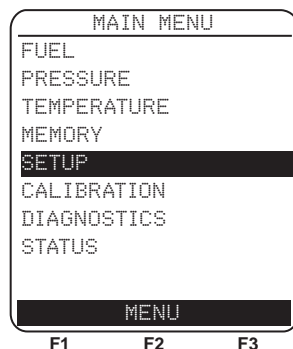 MAIN MENU
FUEL
PRESSURE
TEMPERATURE
MEMORY
SETUP
CALIBRATION
DIAGNOSTICS
STATUS
MENU
F1 F2 F3